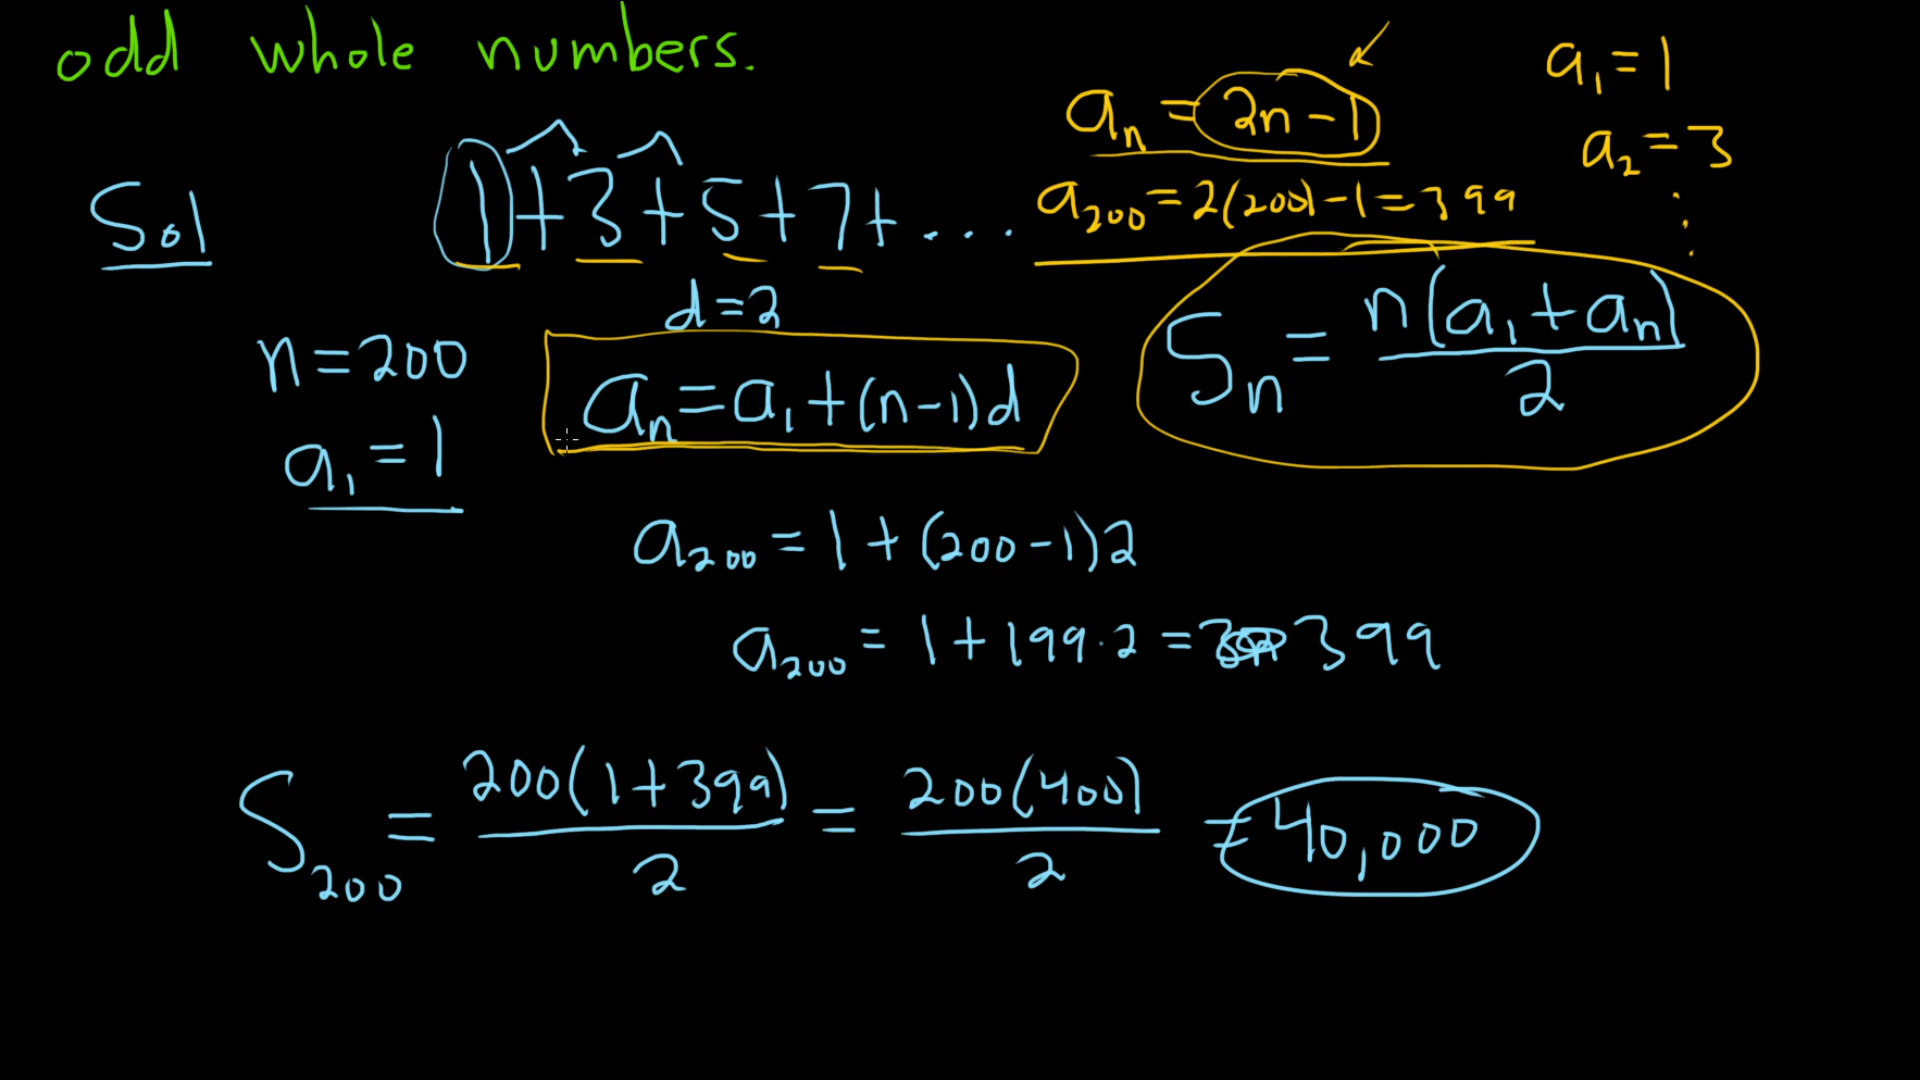 odd whole numbers.
a₁ = 1
aₙ = 2n - 1
a₂ = 3
⋮
Sol 1 + 3 + 5 + 7 + ....
a₂₀₀ = 2(200) - 1 = 399
d = 2
n = 200
aₙ = a₁ + (n - 1)d
Sₙ = n(a₁ + aₙ) / 2
a₁ = 1
a₂₀₀ = 1 + (200 - 1)2
a₂₀₀ = 1 + 199 · 2 = 399
S₂₀₀ = 200(1 + 399) / 2 = 200(400) / 2 = 40,000